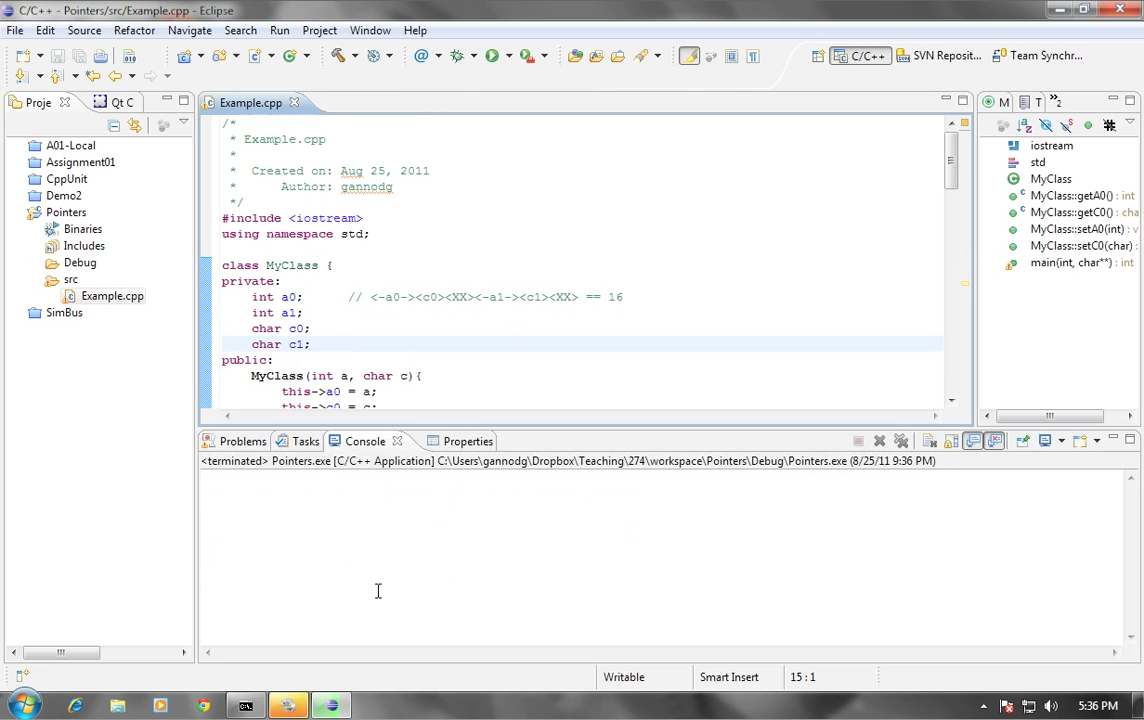 C/C++ - Pointers/src/Example.cpp - Eclipse
File Edit Source Refactor Navigate Search Run Project Window Help
C/C++ SVN Reposit... Team Synchr...
Proje Qt C
Example.cpp
M T »2
A01-Local
Assignment01
CppUnit
Demo2
Pointers
Binaries
Includes
Debug
src
Example.cpp
SimBus
/*
* Example.cpp
*
* Created on: Aug 25, 2011
* Author: gannodg
*/
#include <iostream>
using namespace std;
class MyClass {
private:
int a0; // <-a0-><c0><XX><-a1-><c1><XX> == 16
int a1;
char c0;
char c1;
public:
MyClass(int a, char c){
this->a0 = a;
this->c0 = c;
iostream
std
MyClass
MyClass::getA0() : int
MyClass::getC0() : cha
MyClass::setA0(int) : v
MyClass::setC0(char) :
main(int, char**) : int
Problems Tasks Console Properties
<terminated> Pointers.exe [C/C++ Application] C:\Users\gannodg\Dropbox\Teaching\274\workspace\Pointers\Debug\Pointers.exe (8/25/11 9:36 PM)
Writable Smart Insert 15 : 1
5:36 PM